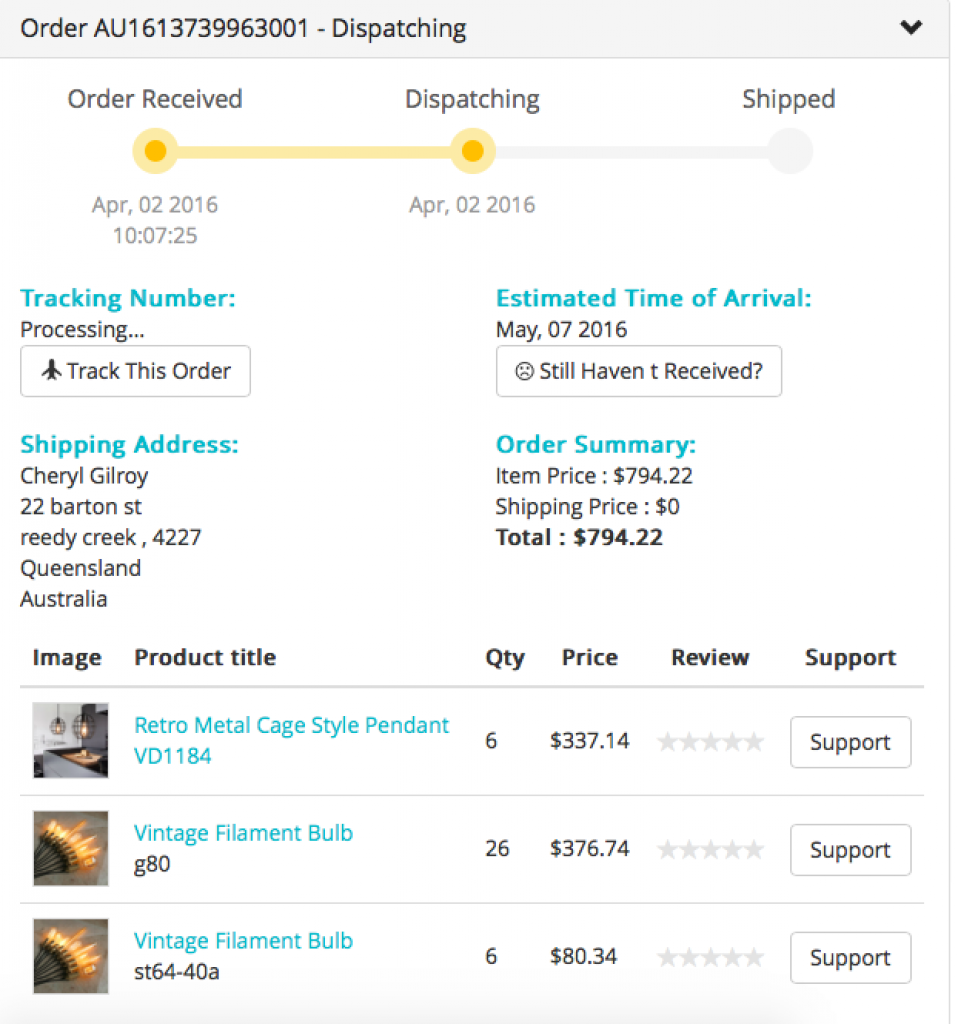 Order AU1613739963001 - Dispatching
Order Received Dispatching Shipped
Apr, 02 2016 Apr, 02 2016
10:07:25
Tracking Number: Estimated Time of Arrival:
Processing... May, 07 2016
Track This Order Still Haven t Received?
Shipping Address: Order Summary:
Cheryl Gilroy Item Price : $794.22
22 barton st Shipping Price : $0
reedy creek , 4227 Total : $794.22
Queensland
Australia
Image Product title Qty Price Review Support
Retro Metal Cage Style Pendant 6 $337.14 Support
VD1184
Vintage Filament Bulb 26 $376.74 Support
g80
Vintage Filament Bulb 6 $80.34 Support
st64-40a